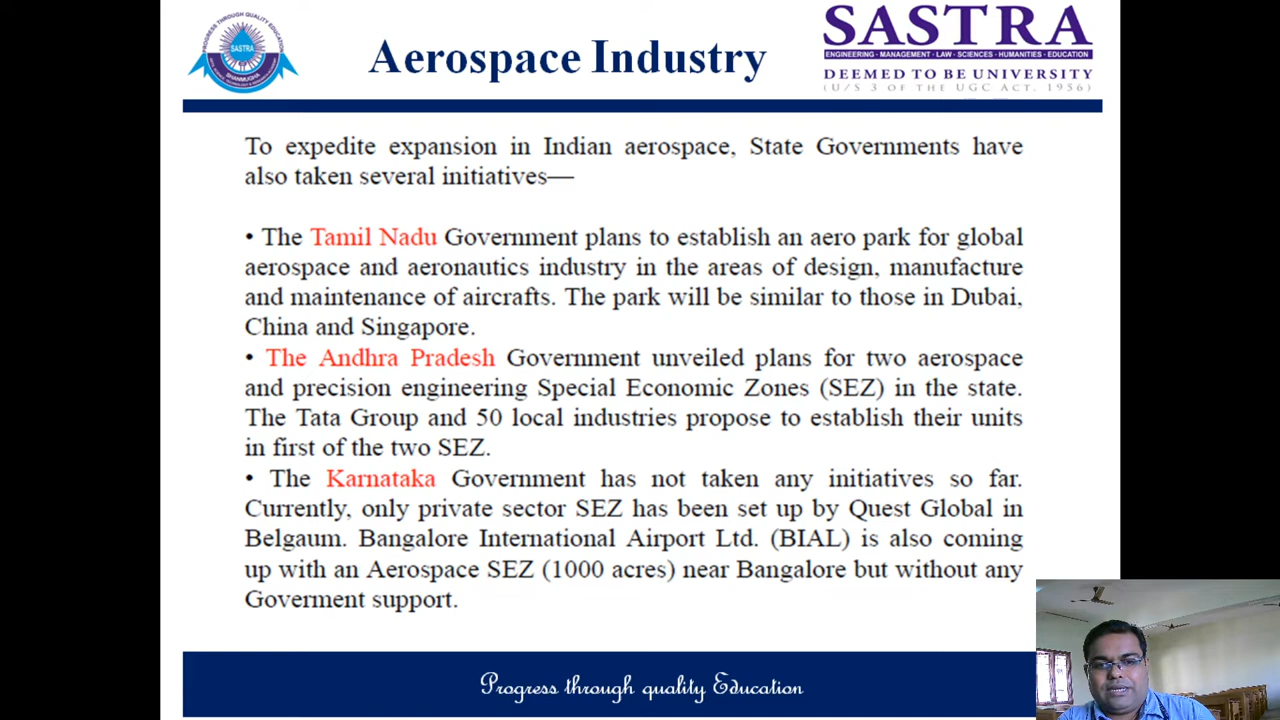 PROGRESS THROUGH QUALITY EDUCATION
SASTRA
SHANMUGHA
Aerospace Industry
SASTRA
ENGINEERING · MANAGEMENT · LAW · SCIENCES · HUMANITIES · EDUCATION
DEEMED TO BE UNIVERSITY
(U/S 3 OF THE UGC ACT, 1956)
To expedite expansion in Indian aerospace, State Governments have
also taken several initiatives—
• The Tamil Nadu Government plans to establish an aero park for global
aerospace and aeronautics industry in the areas of design, manufacture
and maintenance of aircrafts. The park will be similar to those in Dubai,
China and Singapore.
• The Andhra Pradesh Government unveiled plans for two aerospace
and precision engineering Special Economic Zones (SEZ) in the state.
The Tata Group and 50 local industries propose to establish their units
in first of the two SEZ.
• The Karnataka Government has not taken any initiatives so far.
Currently, only private sector SEZ has been set up by Quest Global in
Belgaum. Bangalore International Airport Ltd. (BIAL) is also coming
up with an Aerospace SEZ (1000 acres) near Bangalore but without any
Goverment support.
Progress through quality Education